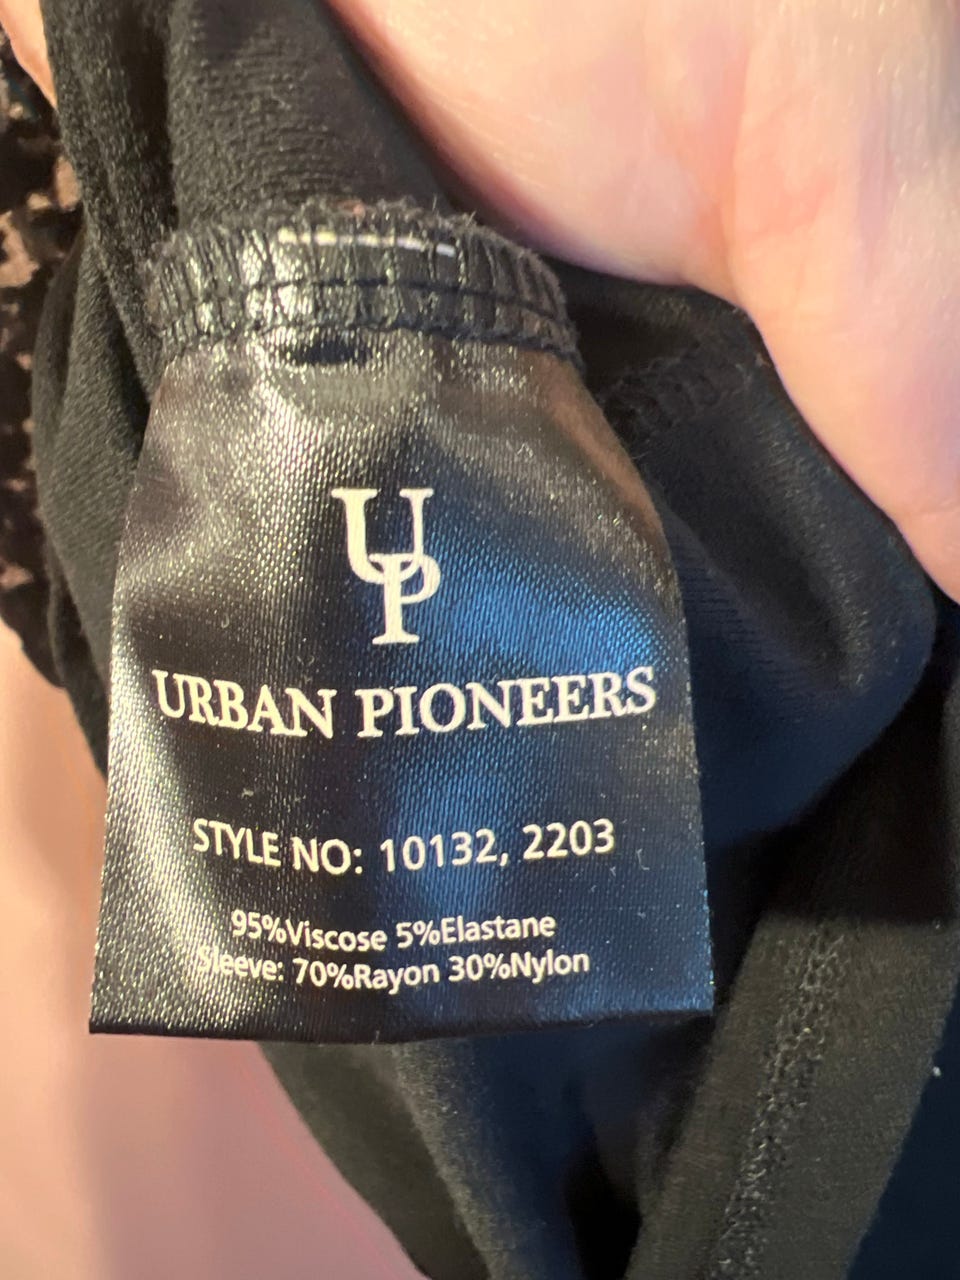 UP
URBAN PIONEERS
STYLE NO: 10132, 2203
95%Viscose 5%Elastane
Sleeve: 70%Rayon 30%Nylon